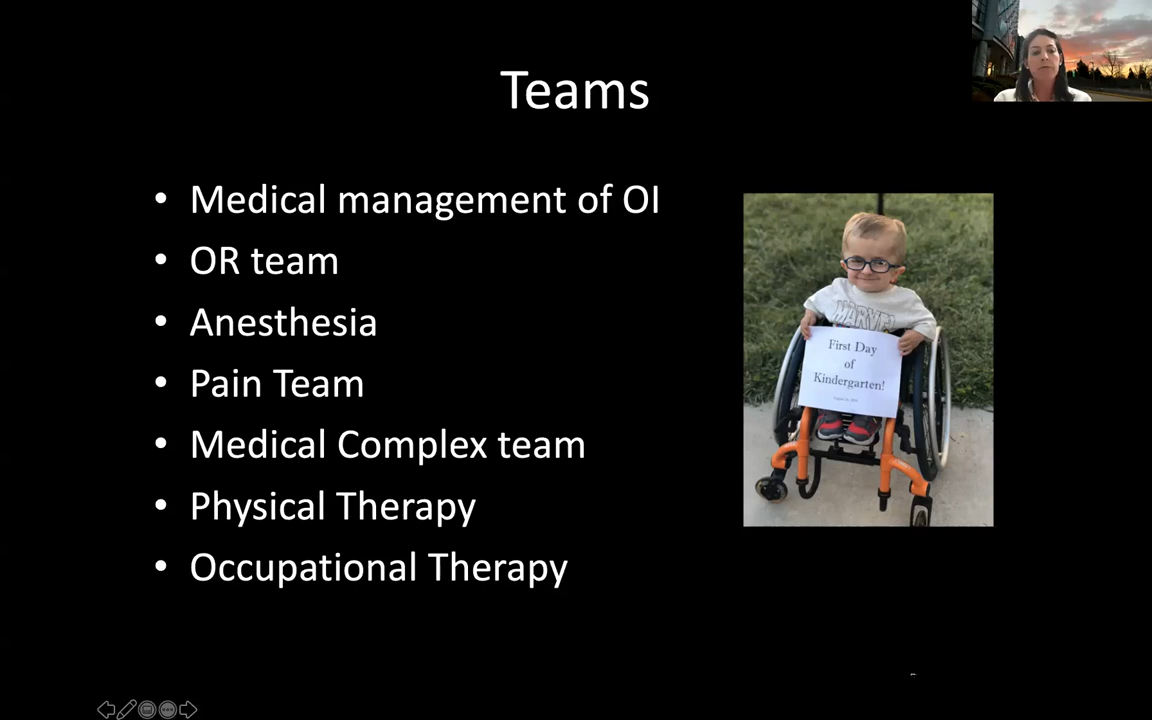 Teams
• Medical management of OI
• OR team
• Anesthesia
• Pain Team
• Medical Complex team
• Physical Therapy
• Occupational Therapy
MARVEL
First Day
of
Kindergarten!